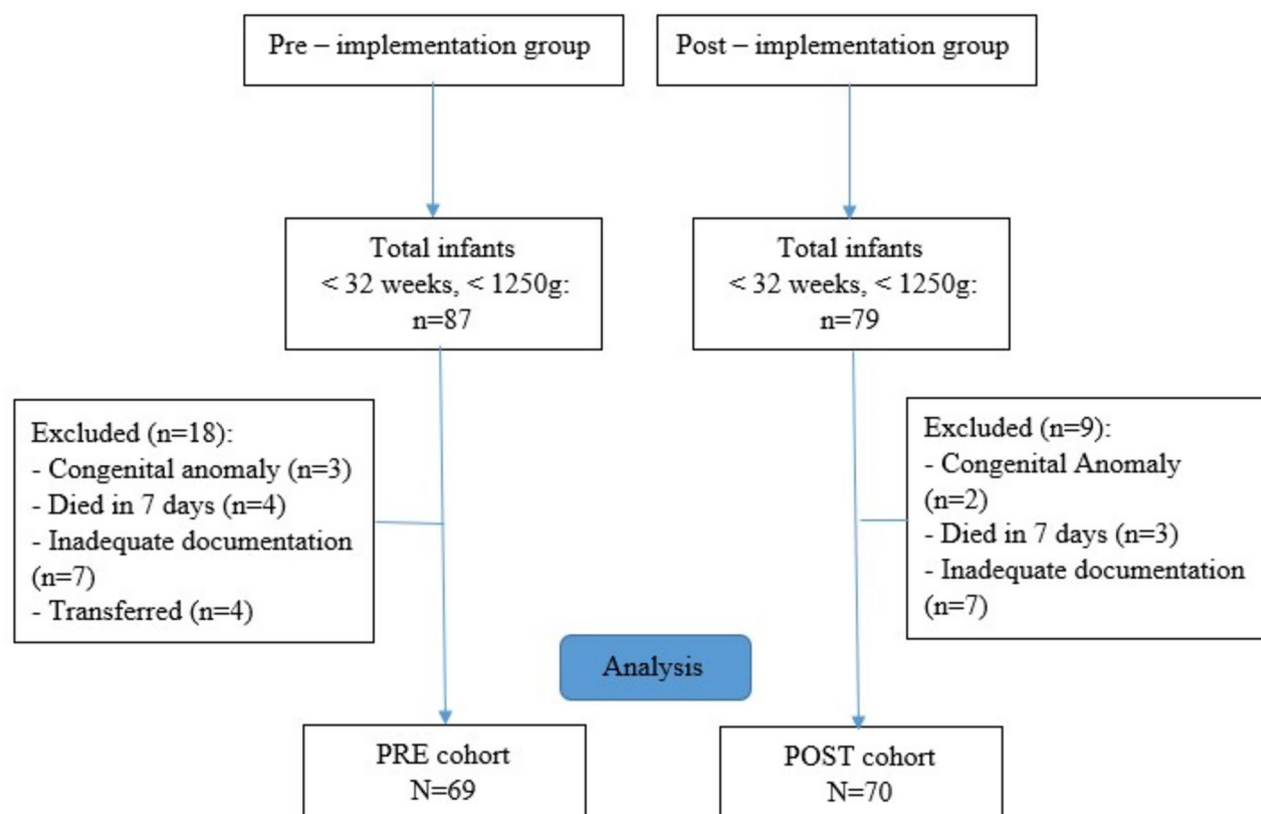 Pre – implementation group
Post – implementation group
Total infants
< 32 weeks, < 1250g:
n=87
Total infants
< 32 weeks, < 1250g:
n=79
Excluded (n=18):
- Congenital anomaly (n=3)
- Died in 7 days (n=4)
- Inadequate documentation
(n=7)
- Transferred (n=4)
Excluded (n=9):
- Congenital Anomaly
(n=2)
- Died in 7 days (n=3)
- Inadequate documentation
(n=7)
Analysis
PRE cohort
N=69
POST cohort
N=70